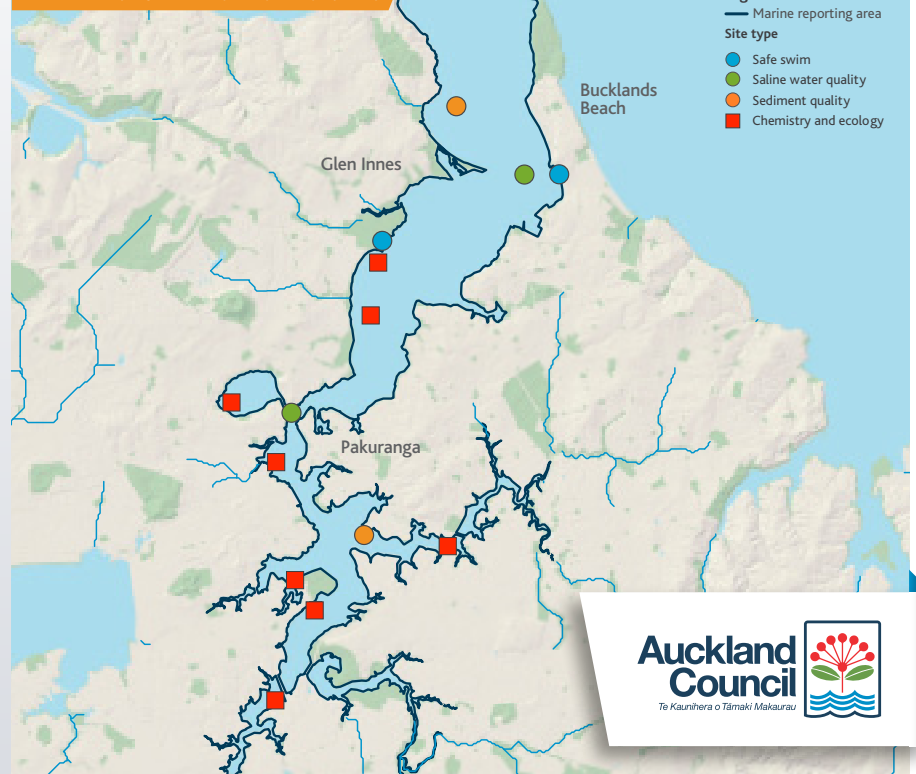 Marine reporting area
Site type
Safe swim
Saline water quality
Sediment quality
Chemistry and ecology
Bucklands
Beach
Glen Innes
Pakuranga
Auckland
Council
Te Kaunihera o Tāmaki Makaurau